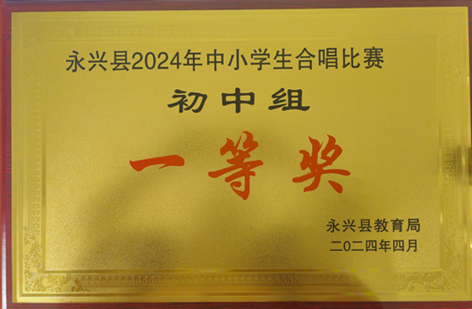 永兴县2024年中小学生合唱比赛
初中组
一等奖
永兴县教育局
二〇二四年四月